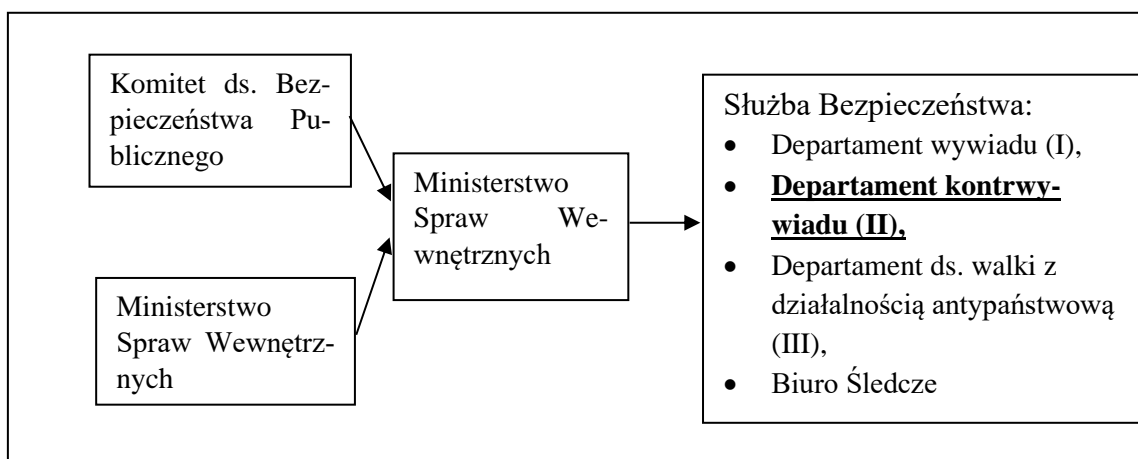 Komitet ds. Bez-
pieczeństwa Pu-
blicznego
Ministerstwo
Spraw Wewnętrz-
nych
Ministerstwo
Spraw We-
wnętrznych
Służba Bezpieczeństwa:
• Departament wywiadu (I),
• Departament kontrwy-
wiadu (II),
• Departament ds. walki z
działalnością antypaństwową
(III),
• Biuro Śledcze